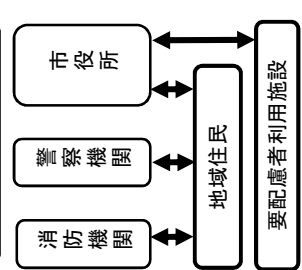 市役所
警察機関
消防機関
地域住民
要配慮者利用施設